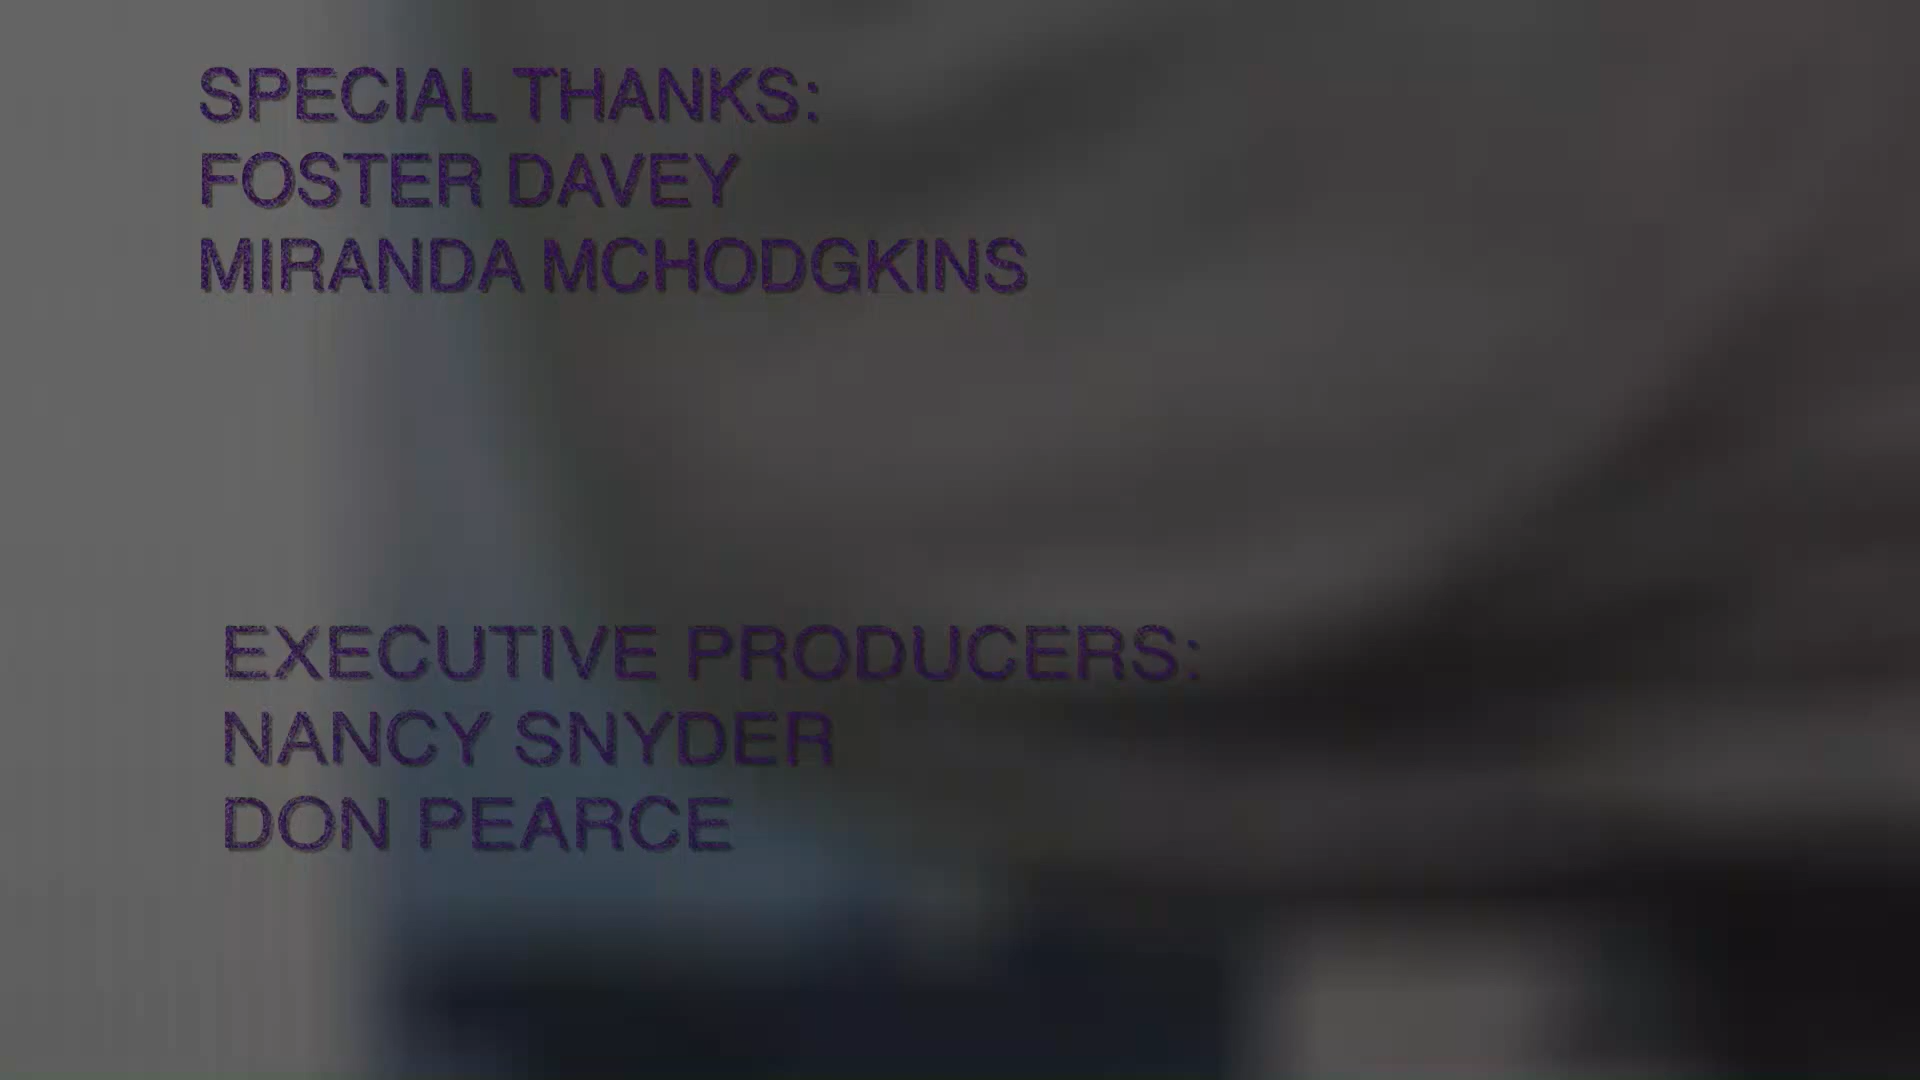 SPECIAL THANKS:
FOSTER DAVEY
MIRANDA MCHODGKINS
EXECUTIVE PRODUCERS:
NANCY SNYDER
DON PEARCE